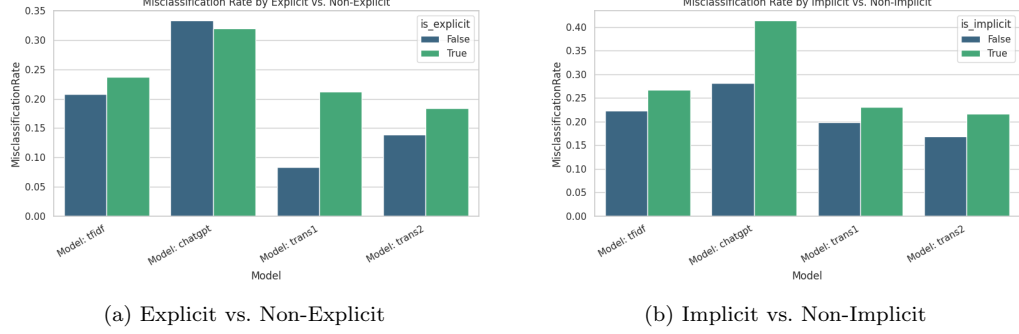 Misclassification Rate by Explicit vs. Non-Explicit
0.35
0.30
0.25
0.20
0.15
0.10
0.05
0.00
MisclassificationRate
is_explicit
False
True
Model: tfidf
Model: chatgpt
Model: trans1
Model: trans2
Model
(a) Explicit vs. Non-Explicit
Misclassification Rate by Implicit vs. Non-Implicit
0.40
0.35
0.30
0.25
0.20
0.15
0.10
0.05
0.00
MisclassificationRate
is_implicit
False
True
Model: tfidf
Model: chatgpt
Model: trans1
Model: trans2
Model
(b) Implicit vs. Non-Implicit